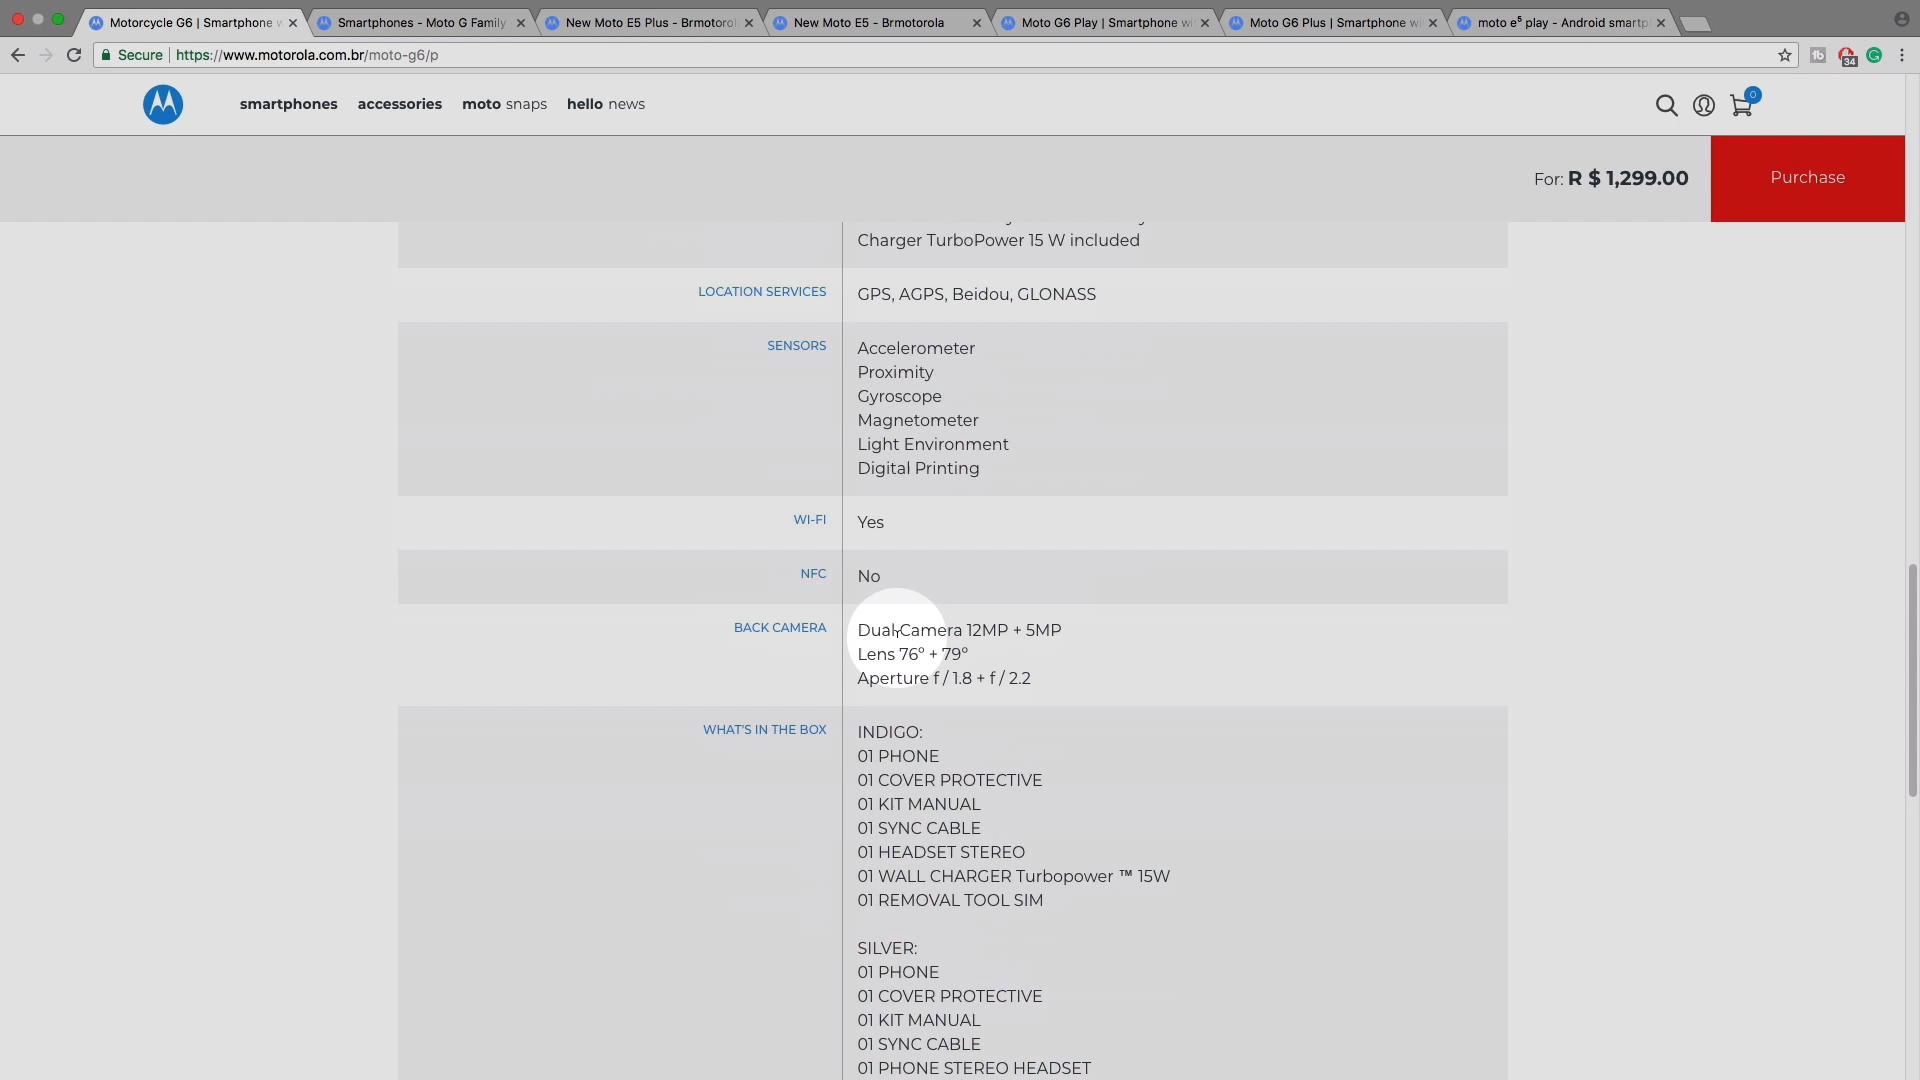 Motorcycle G6 | Smartphone w
Smartphones - Moto G Family
New Moto E5 Plus - Brmotorol
New Moto E5 - Brmotorola
Moto G6 Play | Smartphone wi
Moto G6 Plus | Smartphone wi
moto e⁵ play - Android smartp
Secure
https://www.motorola.com.br/moto-g6/p
34
smartphones
accessories
moto snaps
hello news
0
For: R $ 1,299.00
Purchase
Charger TurboPower 15 W included
LOCATION SERVICES
GPS, AGPS, Beidou, GLONASS
SENSORS
Accelerometer
Proximity
Gyroscope
Magnetometer
Light Environment
Digital Printing
WI-FI
Yes
NFC
No
BACK CAMERA
Dual Camera 12MP + 5MP
Lens 76º + 79º
Aperture f / 1.8 + f / 2.2
WHAT'S IN THE BOX
INDIGO:
01 PHONE
01 COVER PROTECTIVE
01 KIT MANUAL
01 SYNC CABLE
01 HEADSET STEREO
01 WALL CHARGER Turbopower ™ 15W
01 REMOVAL TOOL SIM
SILVER:
01 PHONE
01 COVER PROTECTIVE
01 KIT MANUAL
01 SYNC CABLE
01 PHONE STEREO HEADSET